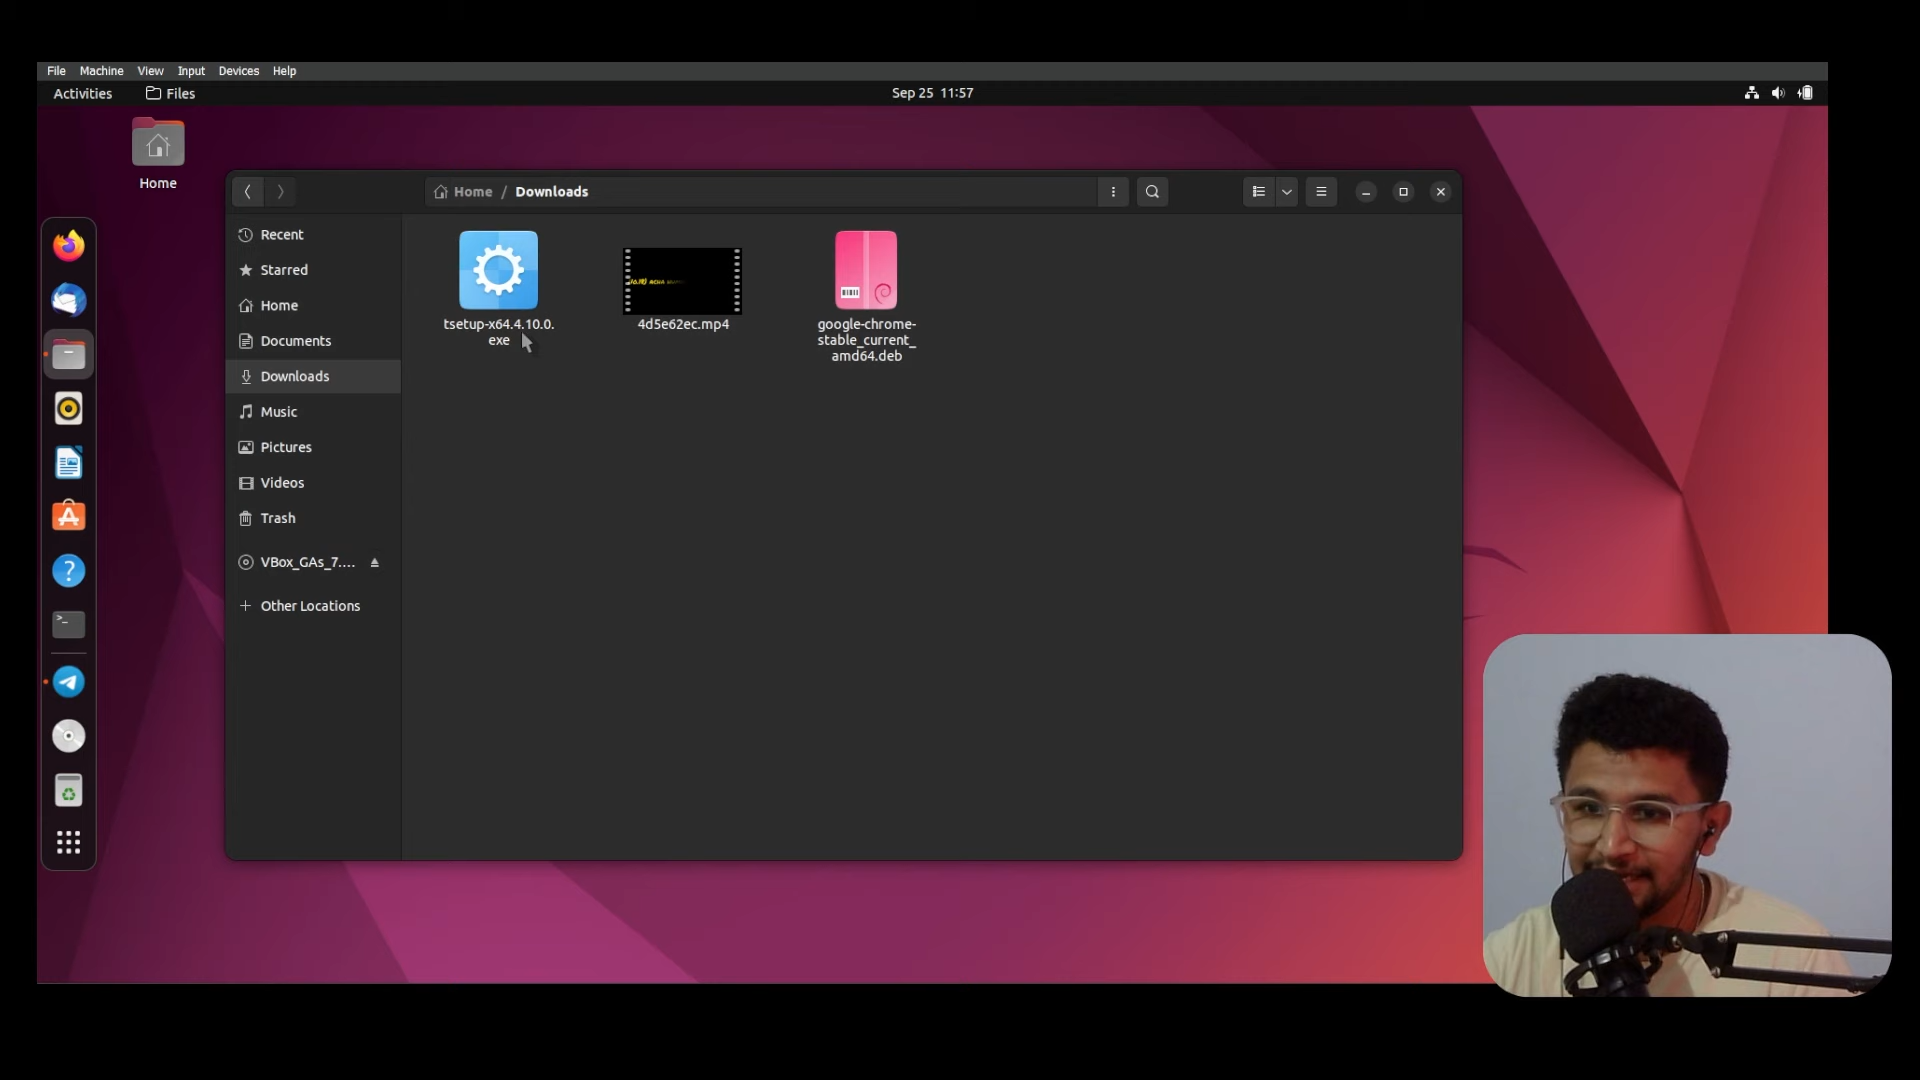 File Machine View Input Devices Help
Activities Files Sep 25 11:57
Home
Home / Downloads
Recent
Starred
Home
Documents
Downloads
Music
Pictures
Videos
Trash
VBox_GAs_7....
Other Locations
tsetup-x64.4.10.0.
exe
4d5e62ec.mp4
google-chrome-
stable_current_
amd64.deb